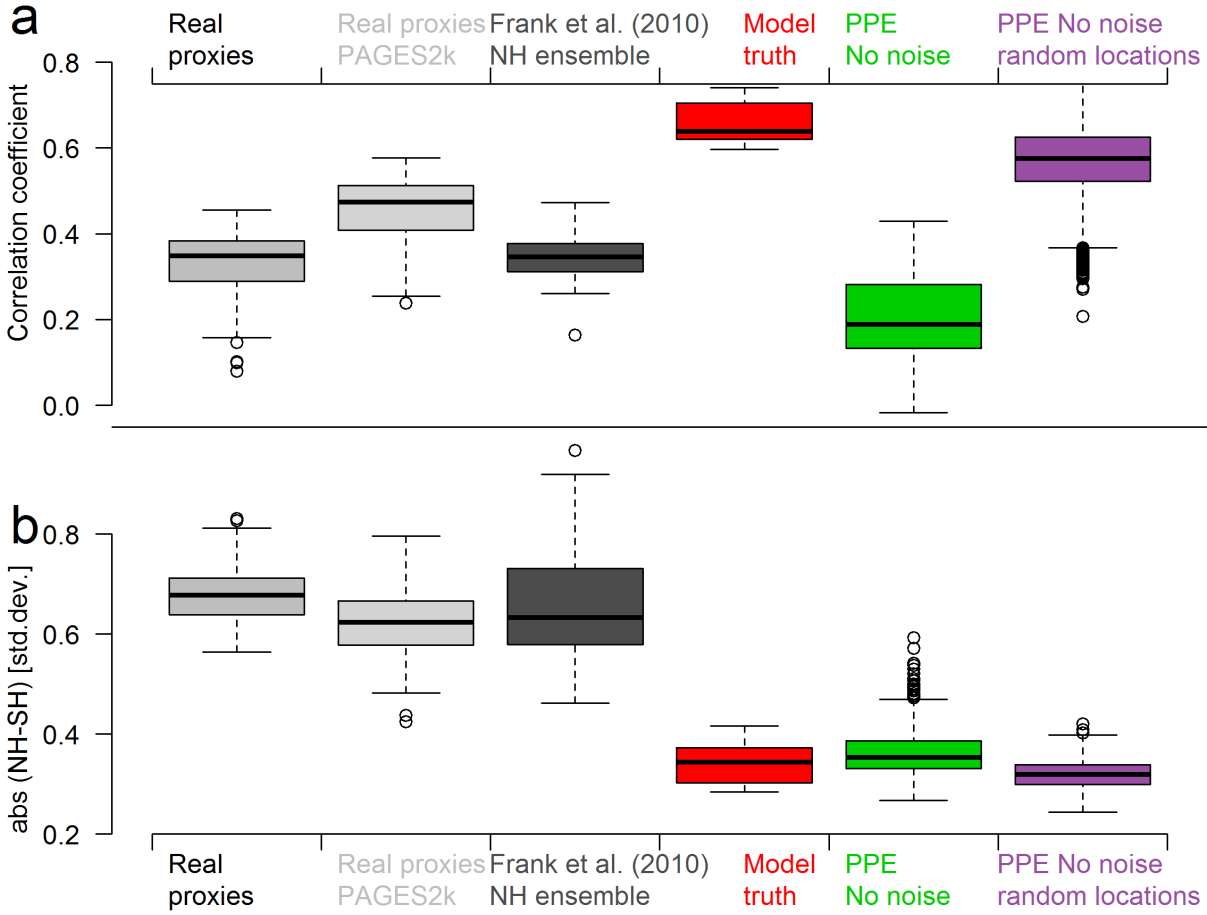 a
Real proxies
Real proxies PAGES2k
Frank et al. (2010) NH ensemble
Model truth
PPE No noise
PPE No noise random locations
Correlation coefficient
0.8
0.6
0.4
0.2
0.0
b
abs (NH-SH) [std.dev.]
0.8
0.6
0.4
0.2
Real proxies
Real proxies PAGES2k
Frank et al. (2010) NH ensemble
Model truth
PPE No noise
PPE No noise random locations